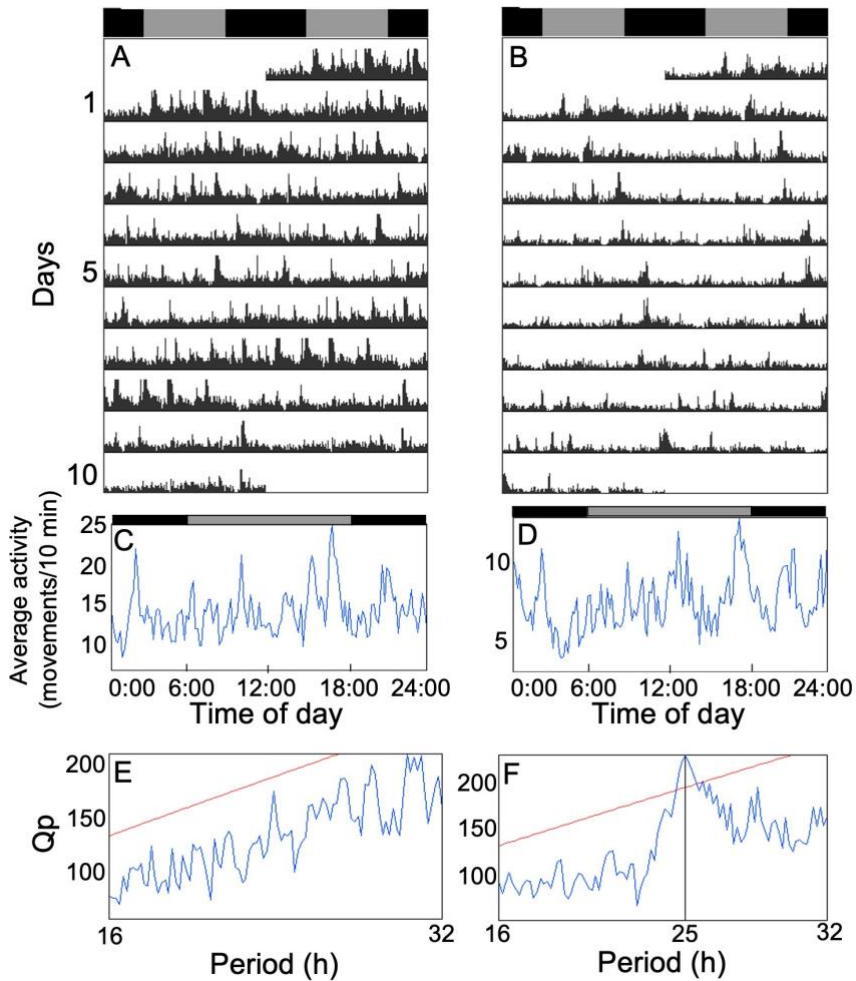 A
B
1
Days
5
10
Average activity
(movements/10 min)
C
25
20
15
10
0:00 6:00 12:00 18:00 24:00
Time of day
D
10
5
0:00 6:00 12:00 18:00 24:00
Time of day
E
Qp
200
150
100
16 32
Period (h)
F
200
150
100
16 25 32
Period (h)